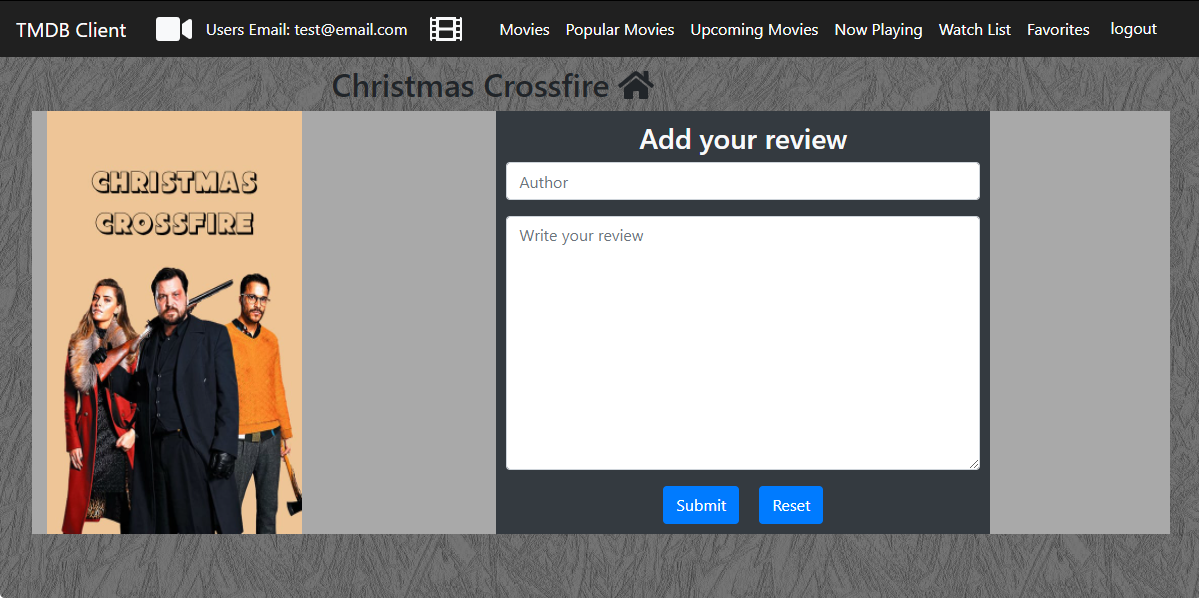 TMDB Client Users Email: test@email.com Movies Popular Movies Upcoming Movies Now Playing Watch List Favorites logout
Christmas Crossfire
CHRISTMAS
CROSSFIRE
Add your review
Author
Write your review
Submit Reset